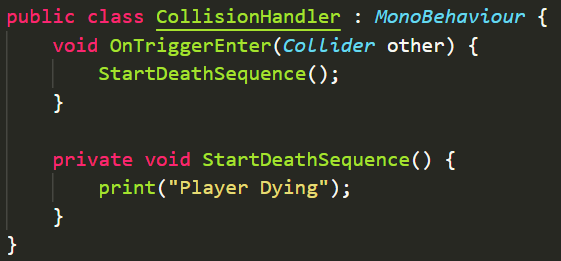 public class CollisionHandler : MonoBehaviour {
    void OnTriggerEnter(Collider other) {
        StartDeathSequence();
    }

    private void StartDeathSequence() {
        print("Player Dying");
    }
}